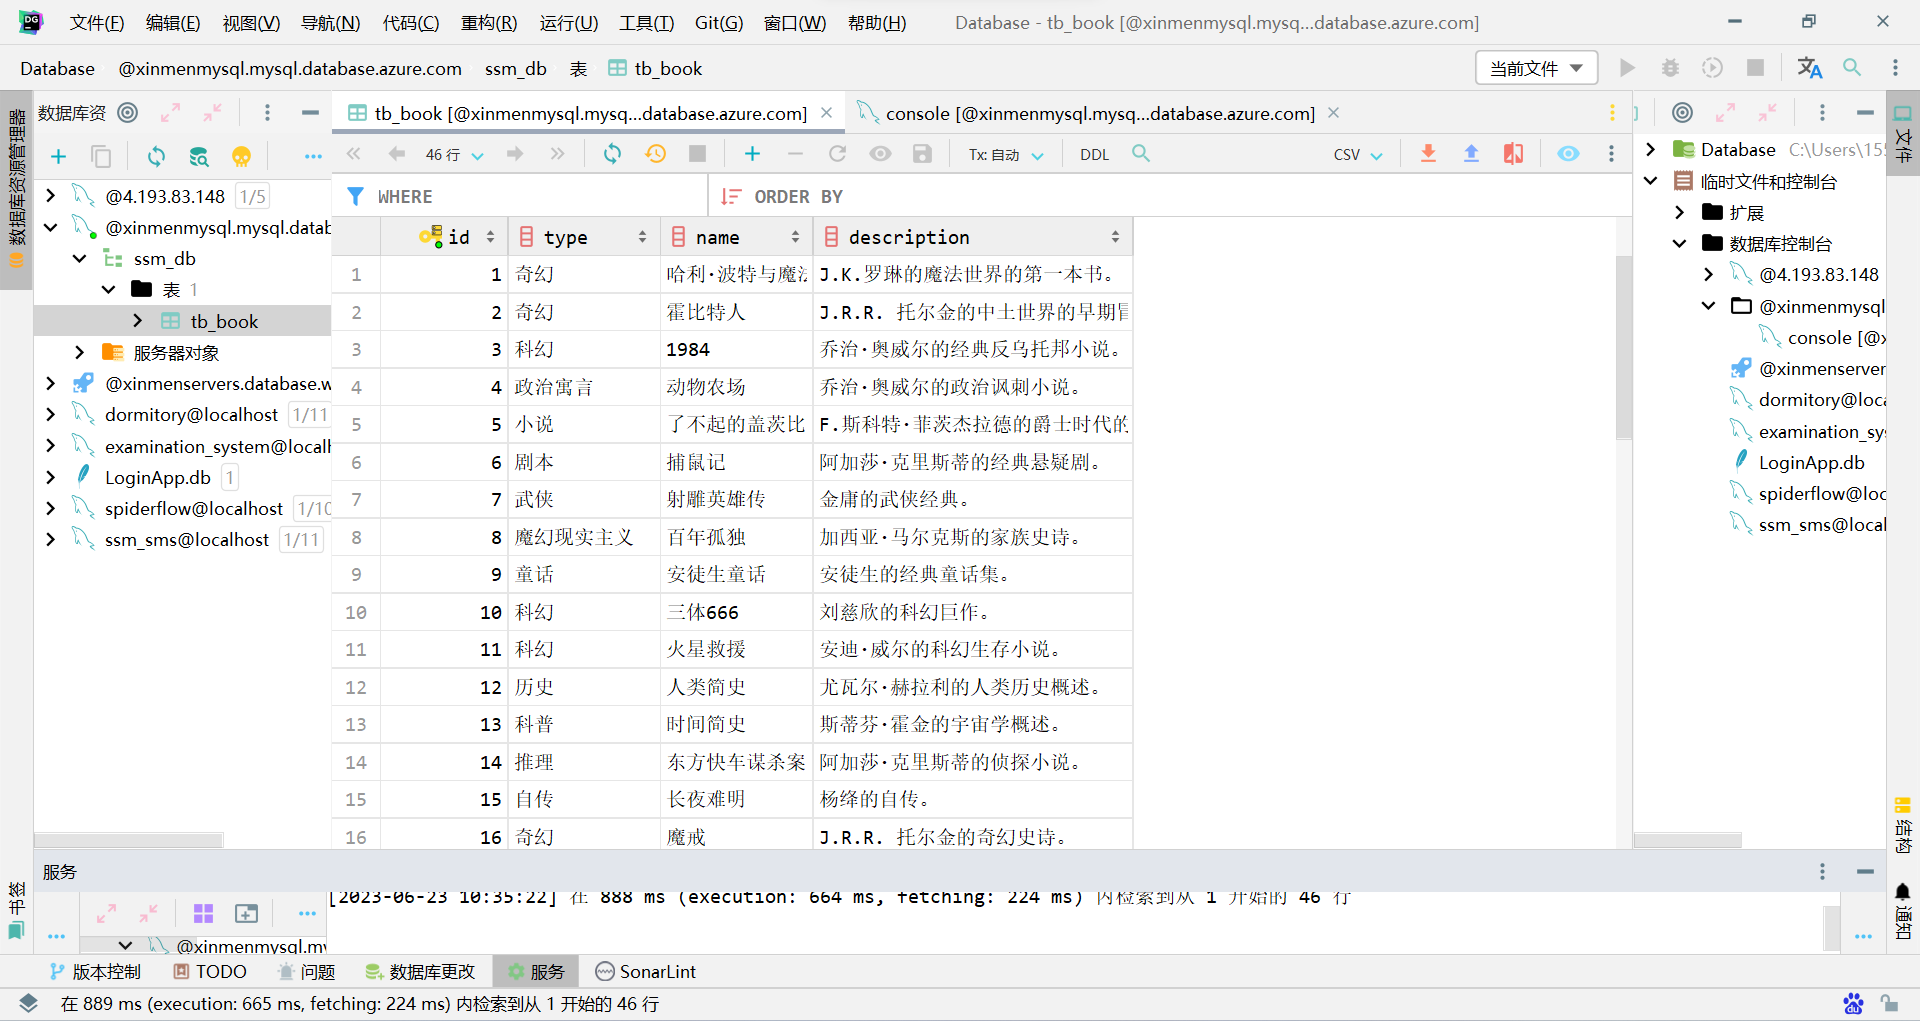 文件(F) 编辑(E) 视图(V) 导航(N) 代码(C) 重构(R) 运行(U) 工具(T) Git(G) 窗口(W) 帮助(H) Database - tb_book [@xinmenmysql.mysq...database.azure.com]
Database @xinmenmysql.mysql.database.azure.com ssm_db 表 tb_book 当前文件
数据库资源管理器
书签
数据库资
@4.193.83.148 1/5
@xinmenmysql.mysql.datab
ssm_db
表 1
tb_book
服务器对象
@xinmenservers.database.w
dormitory@localhost 1/11
examination_system@localh
LoginApp.db 1
spiderflow@localhost 1/10
ssm_sms@localhost 1/11
tb_book [@xinmenmysql.mysq...database.azure.com] console [@xinmenmysql.mysq...database.azure.com]
46 行 Tx: 自动 DDL CSV
WHERE ORDER BY
id type name description
1 1 奇幻 哈利·波特与魔法 J.K.罗琳的魔法世界的第一本书。
2 2 奇幻 霍比特人 J.R.R. 托尔金的中土世界的早期冒
3 3 科幻 1984 乔治·奥威尔的经典反乌托邦小说。
4 4 政治寓言 动物农场 乔治·奥威尔的政治讽刺小说。
5 5 小说 了不起的盖茨比 F.斯科特·菲茨杰拉德的爵士时代的
6 6 剧本 捕鼠记 阿加莎·克里斯蒂的经典悬疑剧。
7 7 武侠 射雕英雄传 金庸的武侠经典。
8 8 魔幻现实主义 百年孤独 加西亚·马尔克斯的家族史诗。
9 9 童话 安徒生童话 安徒生的经典童话集。
10 10 科幻 三体666 刘慈欣的科幻巨作。
11 11 科幻 火星救援 安迪·威尔的科幻生存小说。
12 12 历史 人类简史 尤瓦尔·赫拉利的人类历史概述。
13 13 科普 时间简史 斯蒂芬·霍金的宇宙学概述。
14 14 推理 东方快车谋杀案 阿加莎·克里斯蒂的侦探小说。
15 15 自传 长夜难明 杨绛的自传。
16 16 奇幻 魔戒 J.R.R. 托尔金的奇幻史诗。
Database C:\Users\155
临时文件和控制台
扩展
数据库控制台
@4.193.83.148
@xinmenmysql
console [@x
@xinmenserver
dormitory@loca
examination_sy
LoginApp.db
spiderflow@loc
ssm_sms@local
文件
结构
通知
服务
[2023-06-23 10:35:22] 在 888 ms (execution: 664 ms, fetching: 224 ms) 内检索到从 1 开始的 46 行
@xinmenmysql.my
版本控制 TODO 问题 数据库更改 服务 SonarLint
在 889 ms (execution: 665 ms, fetching: 224 ms) 内检索到从 1 开始的 46 行